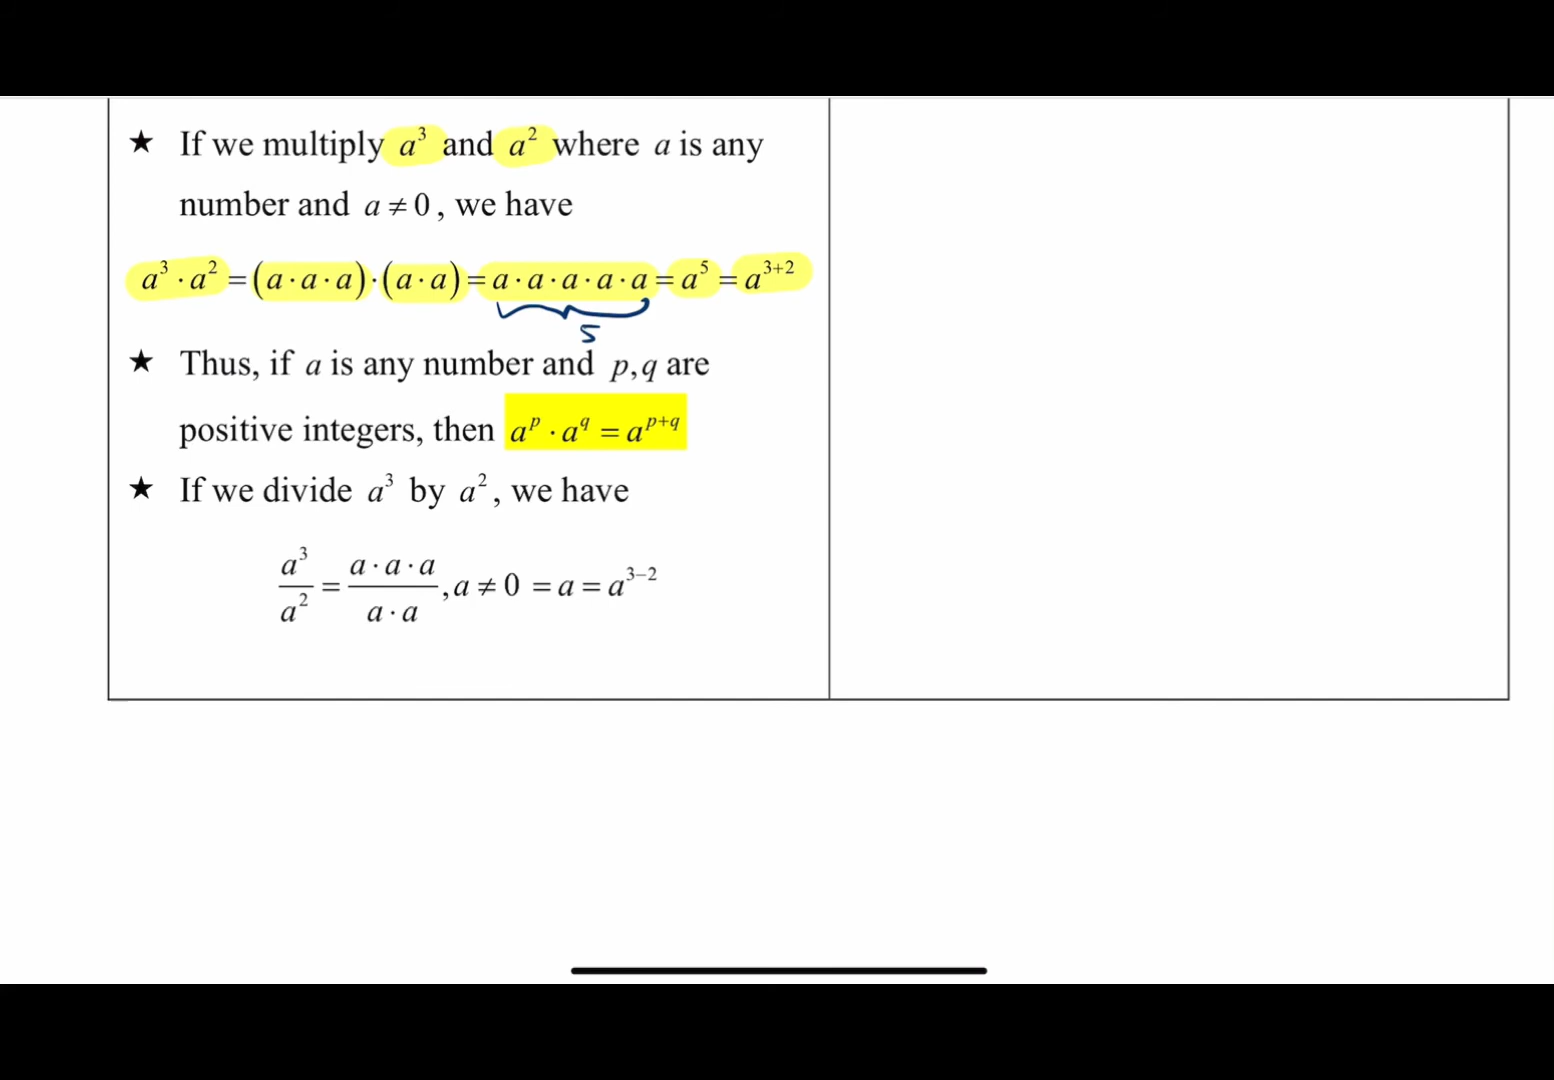 ★ If we multiply a³ and a² where a is any
number and a ≠ 0, we have
a³ · a² = (a · a · a) · (a · a) = a · a · a · a · a = a⁵ = a³⁺²
5
★ Thus, if a is any number and p, q are
positive integers, then aᵖ · a^q = a^(p+q)
★ If we divide a³ by a², we have
a³/a² = (a · a · a)/(a · a), a ≠ 0 = a = a³⁻²